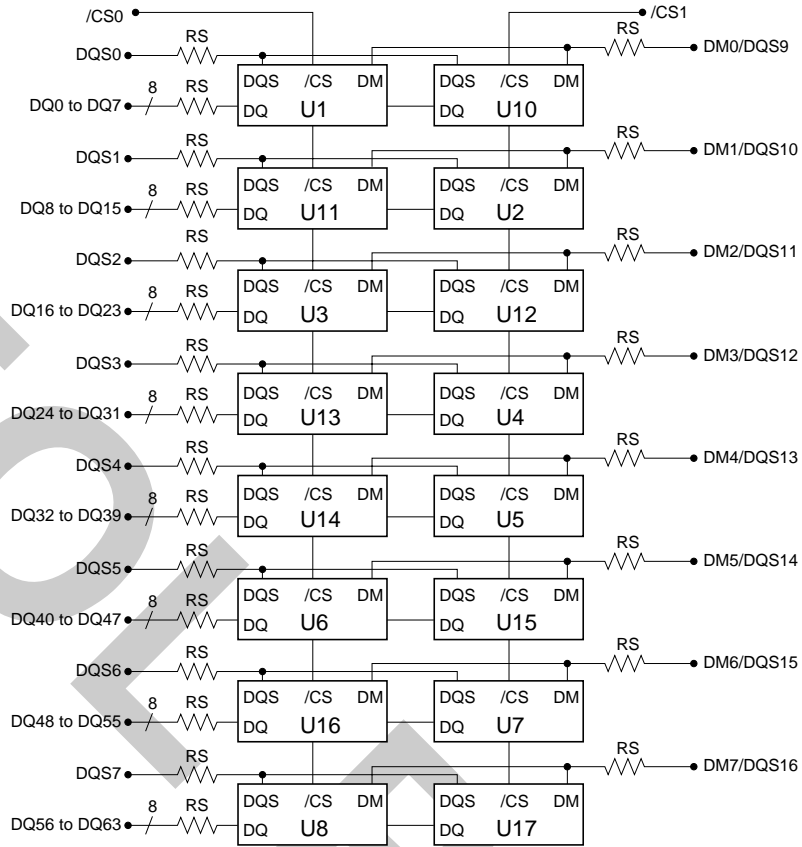 /CS0 /CS1
RS RS
DQS0 DM0/DQS9
8 RS DQS /CS DM DQS /CS DM
DQ0 to DQ7 DQ U1 DQ U10
RS RS
DQS1 DM1/DQS10
8 RS DQS /CS DM DQS /CS DM
DQ8 to DQ15 DQ U11 DQ U2
RS RS
DQS2 DM2/DQS11
8 RS DQS /CS DM DQS /CS DM
DQ16 to DQ23 DQ U3 DQ U12
RS RS
DQS3 DM3/DQS12
8 RS DQS /CS DM DQS /CS DM
DQ24 to DQ31 DQ U13 DQ U4
RS RS
DQS4 DM4/DQS13
8 RS DQS /CS DM DQS /CS DM
DQ32 to DQ39 DQ U14 DQ U5
RS RS
DQS5 DM5/DQS14
8 RS DQS /CS DM DQS /CS DM
DQ40 to DQ47 DQ U6 DQ U15
RS RS
DQS6 DM6/DQS15
8 RS DQS /CS DM DQS /CS DM
DQ48 to DQ55 DQ U16 DQ U7
RS RS
DQS7 DM7/DQS16
8 RS DQS /CS DM DQS /CS DM
DQ56 to DQ63 DQ U8 DQ U17